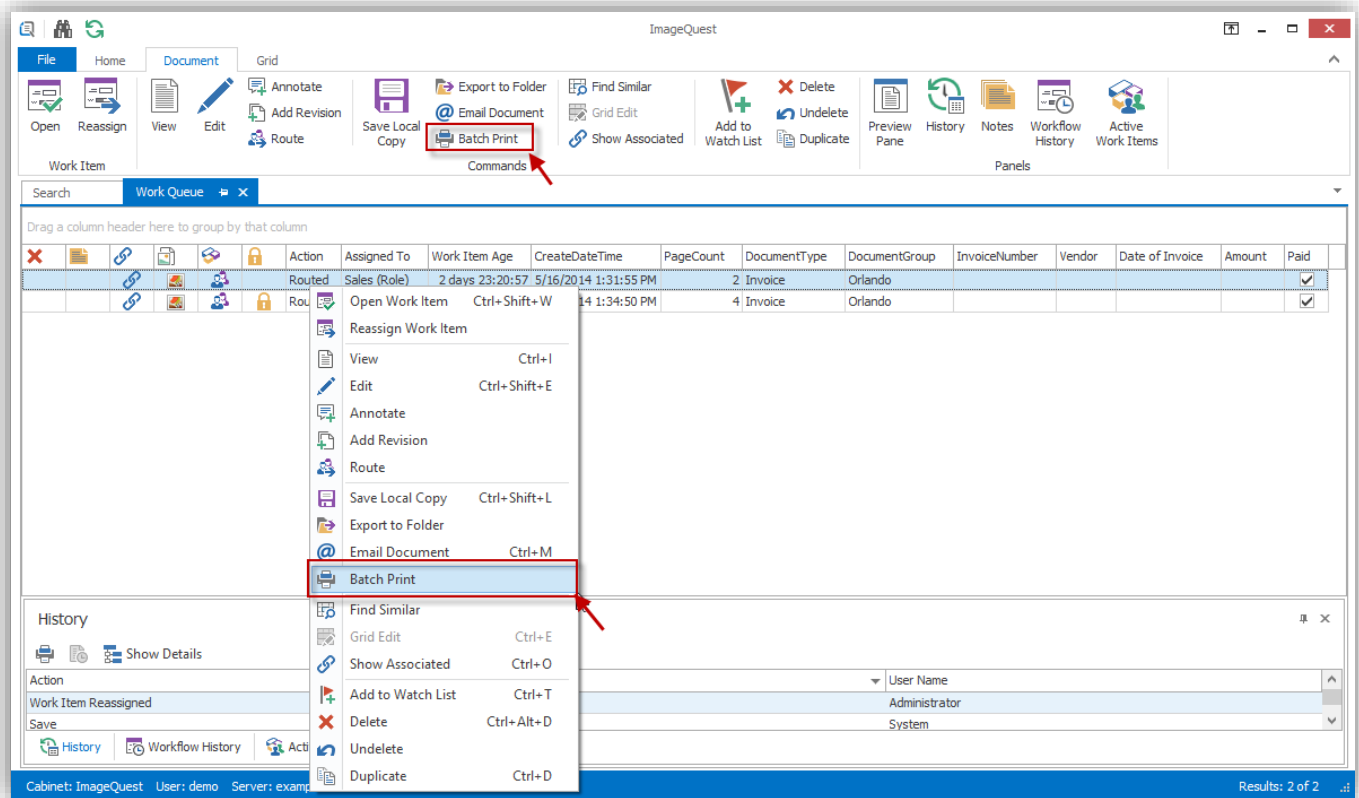 ImageQuest
File Home Document Grid
Annotate Export to Folder Find Similar Delete
Add Revision @ Email Document Grid Edit Undelete
Open Reassign View Edit Save Local Copy Add to Watch List Preview Pane History Notes Workflow History Active Work Items
Route Batch Print Show Associated Duplicate
Work Item Commands Panels
Search Work Queue
Drag a column header here to group by that column
Action Assigned To Work Item Age CreateDateTime PageCount DocumentType DocumentGroup InvoiceNumber Vendor Date of Invoice Amount Paid
Routed Sales (Role) 2 days 23:20:57 5/16/2014 1:31:55 PM 2 Invoice Orlando
Rou 14 1:34:50 PM 4 Invoice Orlando
Open Work Item Ctrl+Shift+W
Reassign Work Item
View Ctrl+I
Edit Ctrl+Shift+E
Annotate
Add Revision
Route
Save Local Copy Ctrl+Shift+L
Export to Folder
@ Email Document Ctrl+M
Batch Print
Find Similar
Grid Edit Ctrl+E
Show Associated Ctrl+O
Add to Watch List Ctrl+T
Delete Ctrl+Alt+D
Undelete
Duplicate Ctrl+D
History
Show Details
Action User Name
Work Item Reassigned Administrator
Save System
History Workflow History Acti
Cabinet: ImageQuest User: demo Server: examp Results: 2 of 2